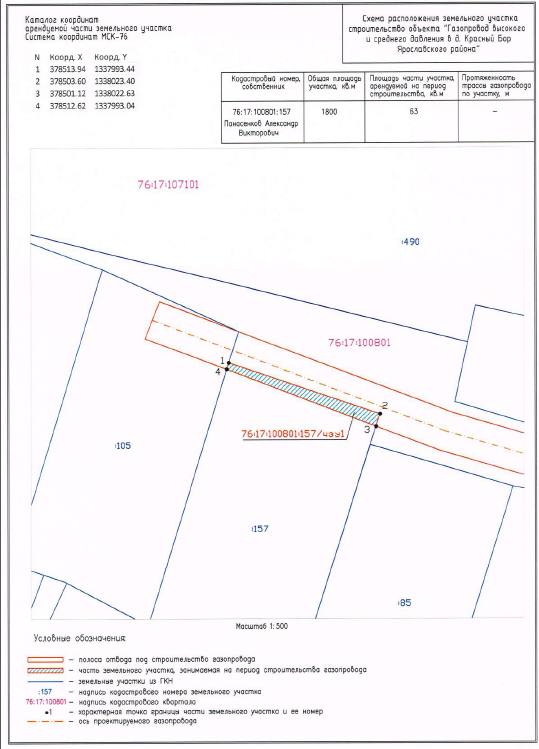 Каталог координат
арендуемой части земельного участка
Система координат МСК-76
N Коорд. X Коорд. Y
1 378513.94 1337993.44
2 378503.60 1338023.40
3 378501.12 1338022.63
4 378512.62 1337993.04
Схема расположения земельного участка
строительство объекта "Газопровод высокого
и среднего давления в д. Красный Бор
Ярославского района"
Кадастровый номер, собственник
Общая площадь участка, кв.м
Площадь части участка, арендуемой на период строительства, кв.м
Протяженность трассы газопровода по участку, м
76:17:100801:157
Панасенков Александр
Викторович
1800
63
–
76:17:107101
:490
76:17:100801
1
4
2
3
76:17:100801:157/чзу1
:105
:157
:85
Масштаб 1:500
Условные обозначения:
– полоса отвода под строительство газопровода
– часть земельного участка, занимаемая на период строительства газопровода
– земельные участки из ГКН
:157 – надпись кадастрового номера земельного участка
76:17:100801 – надпись кадастрового квартала
1 – характерная точка границы части земельного участка и ее номер
– ось проектируемого газопровода